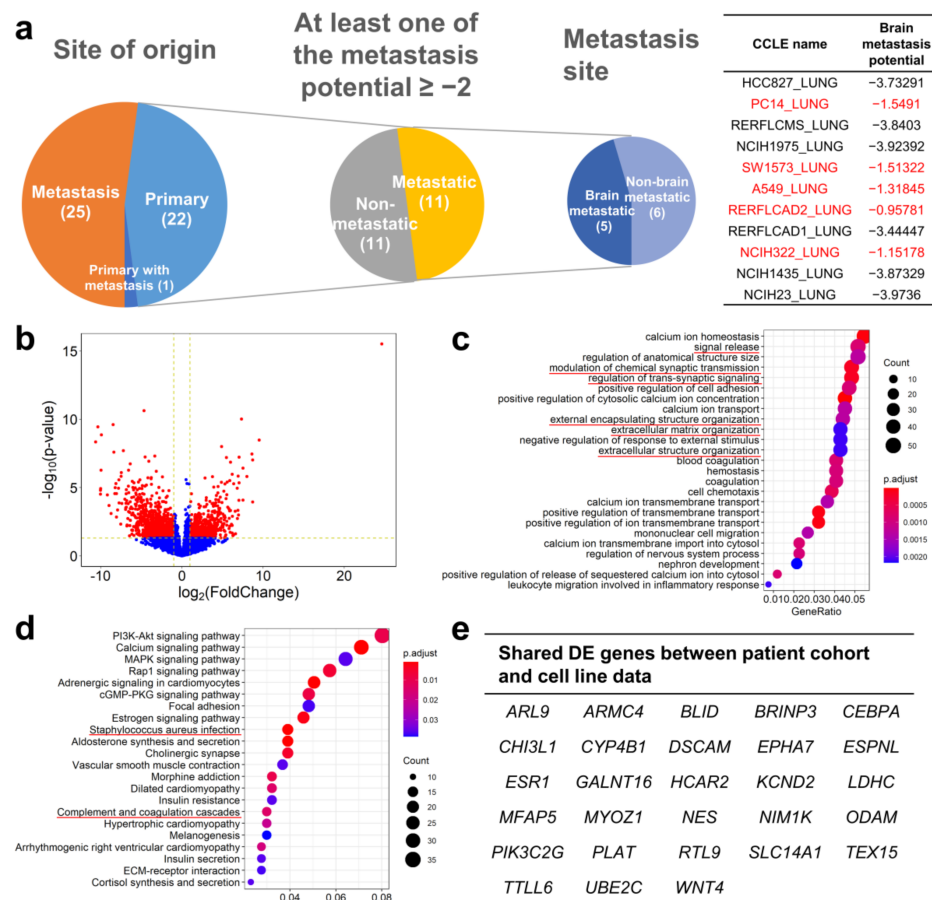 a
Site of origin
At least one
of the metastasis
potential ≥ −2
Metastasis
site
Metastasis
(25)
Primary
(22)
Primary with
metastasis (1)
Non-
metastatic
(11)
Metastatic
(11)
Brain
metastatic
(5)
Non-brain
metastatic
(6)
CCLE name Brain metastasis potential
HCC827_LUNG −3.73291
PC14_LUNG −1.5491
RERFLCMS_LUNG −3.8403
NCIH1975_LUNG −3.92392
SW1573_LUNG −1.51322
A549_LUNG −1.31845
RERFLCAD2_LUNG −0.95781
RERFLCAD1_LUNG −3.44447
NCIH322_LUNG −1.15178
NCIH1435_LUNG −3.87329
NCIH23_LUNG −3.9736
b
-log10(p-value)
15
10
5
0
-10 0 10 20
log2(FoldChange)
c
calcium ion homeostasis
signal release
regulation of anatomical structure size
modulation of chemical synaptic transmission
regulation of trans-synaptic signaling
positive regulation of cell adhesion
positive regulation of cytosolic calcium ion concentration
calcium ion transport
external encapsulating structure organization
extracellular matrix organization
negative regulation of response to external stimulus
extracellular structure organization
blood coagulation
hemostasis
coagulation
cell chemotaxis
calcium ion transmembrane transport
positive regulation of transmembrane transport
positive regulation of ion transmembrane transport
mononuclear cell migration
calcium ion transmembrane import into cytosol
regulation of nervous system process
nephron development
positive regulation of release of sequestered calcium ion into cytosol
leukocyte migration involved in inflammatory response
0.01 0.02 0.03 0.04 0.05
GeneRatio
Count
10
20
30
40
50
p.adjust
0.0005
0.0010
0.0015
0.0020
d
PI3K-Akt signaling pathway
Calcium signaling pathway
MAPK signaling pathway
Rap1 signaling pathway
Adrenergic signaling in cardiomyocytes
cGMP-PKG signaling pathway
Focal adhesion
Estrogen signaling pathway
Staphylococcus aureus infection
Aldosterone synthesis and secretion
Cholinergic synapse
Vascular smooth muscle contraction
Morphine addiction
Dilated cardiomyopathy
Insulin resistance
Complement and coagulation cascades
Hypertrophic cardiomyopathy
Melanogenesis
Arrhythmogenic right ventricular cardiomyopathy
Insulin secretion
ECM-receptor interaction
Cortisol synthesis and secretion
0.04 0.06 0.08
p.adjust
0.01
0.02
0.03
Count
10
15
20
25
30
35
e
Shared DE genes between patient cohort
and cell line data
ARL9 ARMC4 BLID BRINP3 CEBPA
CHI3L1 CYP4B1 DSCAM EPHA7 ESPNL
ESR1 GALNT16 HCAR2 KCND2 LDHC
MFAP5 MYOZ1 NES NIM1K ODAM
PIK3C2G PLAT RTL9 SLC14A1 TEX15
TTLL6 UBE2C WNT4